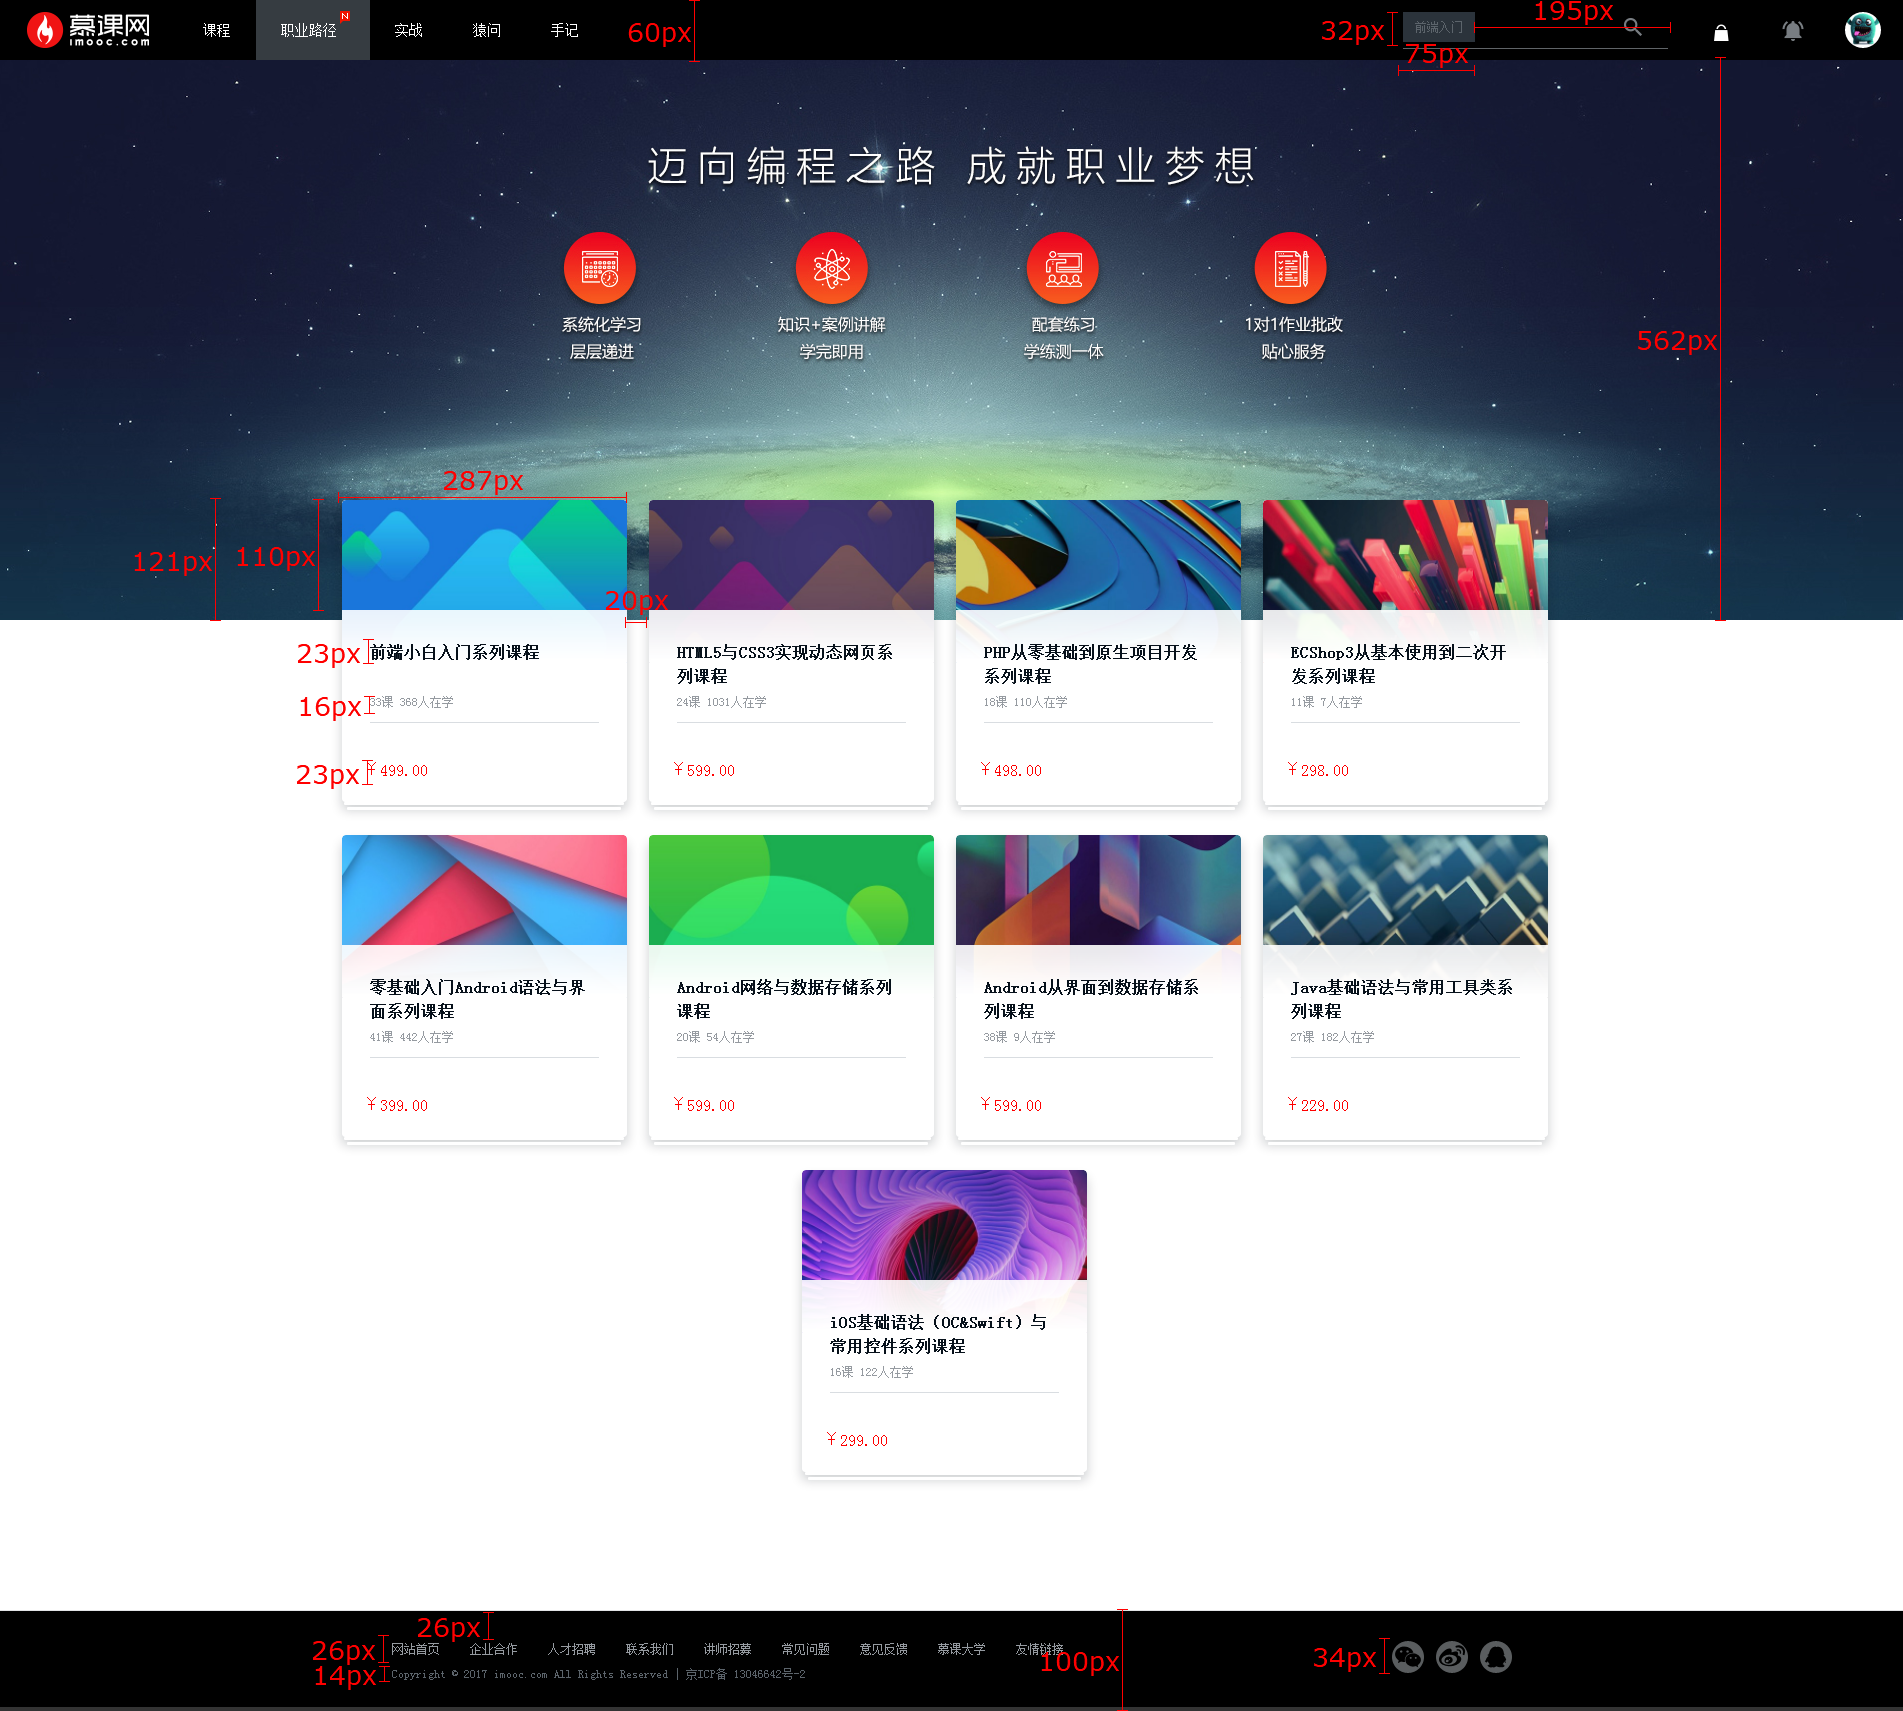 慕课网
imooc.com
课程
职业路径
N
实战
猿问
手记
60px
32px
前端入门
195px
75px
迈向编程之路 成就职业梦想
系统化学习
层层递进
知识+案例讲解
学完即用
配套练习
学练测一体
1对1作业批改
贴心服务
562px
287px
121px
110px
20px
23px
前端小白入门系列课程
16px
33课 368人在学
23px
¥ 499.00
HTML5与CSS3实现动态网页系
列课程
24课 1031人在学
¥ 599.00
PHP从零基础到原生项目开发
系列课程
18课 110人在学
¥ 498.00
ECShop3从基本使用到二次开
发系列课程
11课 7人在学
¥ 298.00
零基础入门Android语法与界
面系列课程
41课 442人在学
¥ 399.00
Android网络与数据存储系列
课程
20课 54人在学
¥ 599.00
Android从界面到数据存储系
列课程
38课 9人在学
¥ 599.00
Java基础语法与常用工具类系
列课程
27课 182人在学
¥ 229.00
iOS基础语法（OC&Swift）与
常用控件系列课程
16课 122人在学
¥ 299.00
26px
26px
网站首页 企业合作 人才招聘 联系我们 讲师招募 常见问题 意见反馈 慕课大学 友情链接
14px
Copyright © 2017 imooc.com All Rights Reserved | 京ICP备 13046642号-2
100px
34px